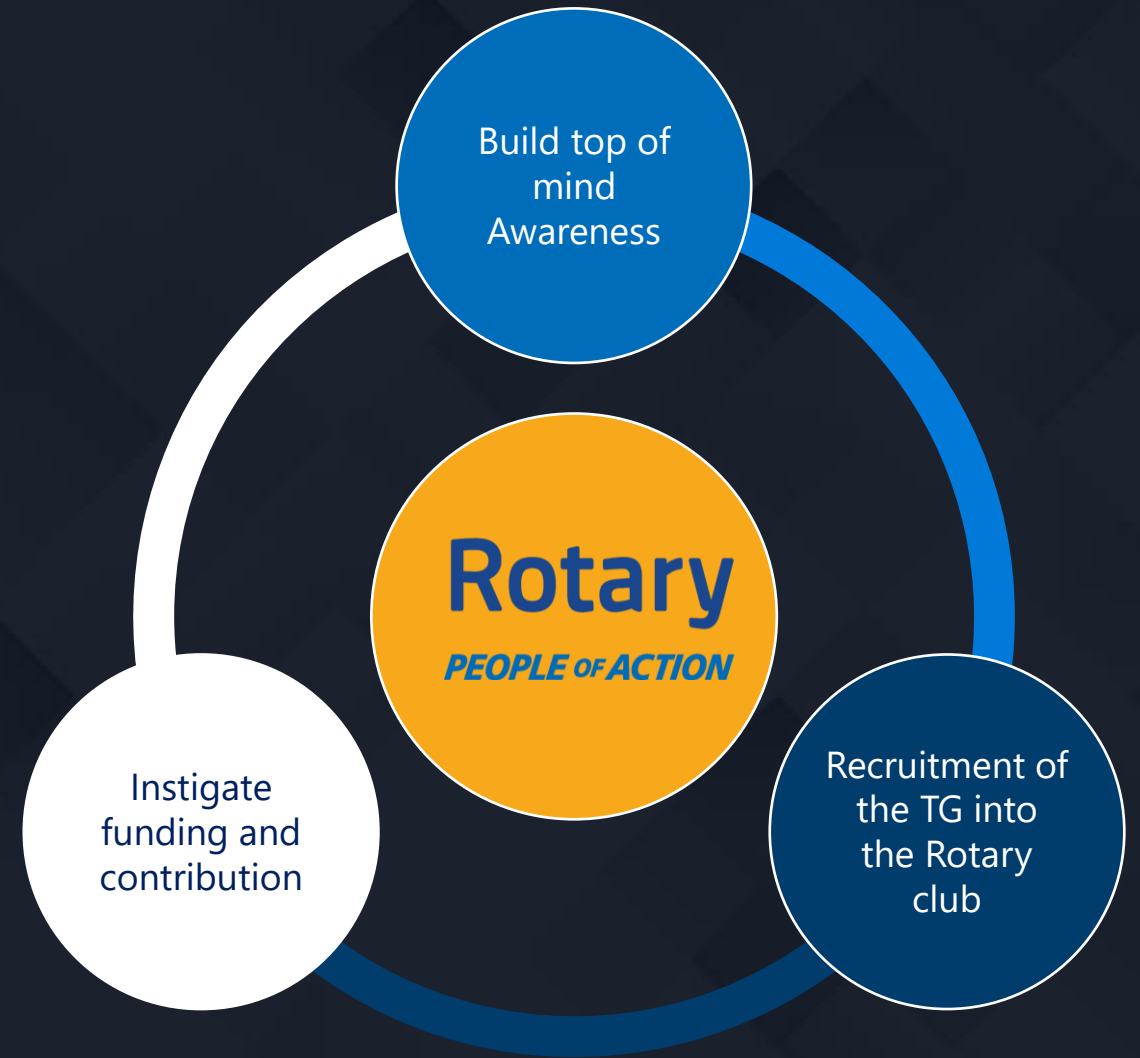 Build top of
mind
Awareness
Rotary
PEOPLE OF ACTION
Instigate
funding and
contribution
Recruitment of
the TG into
the Rotary
club